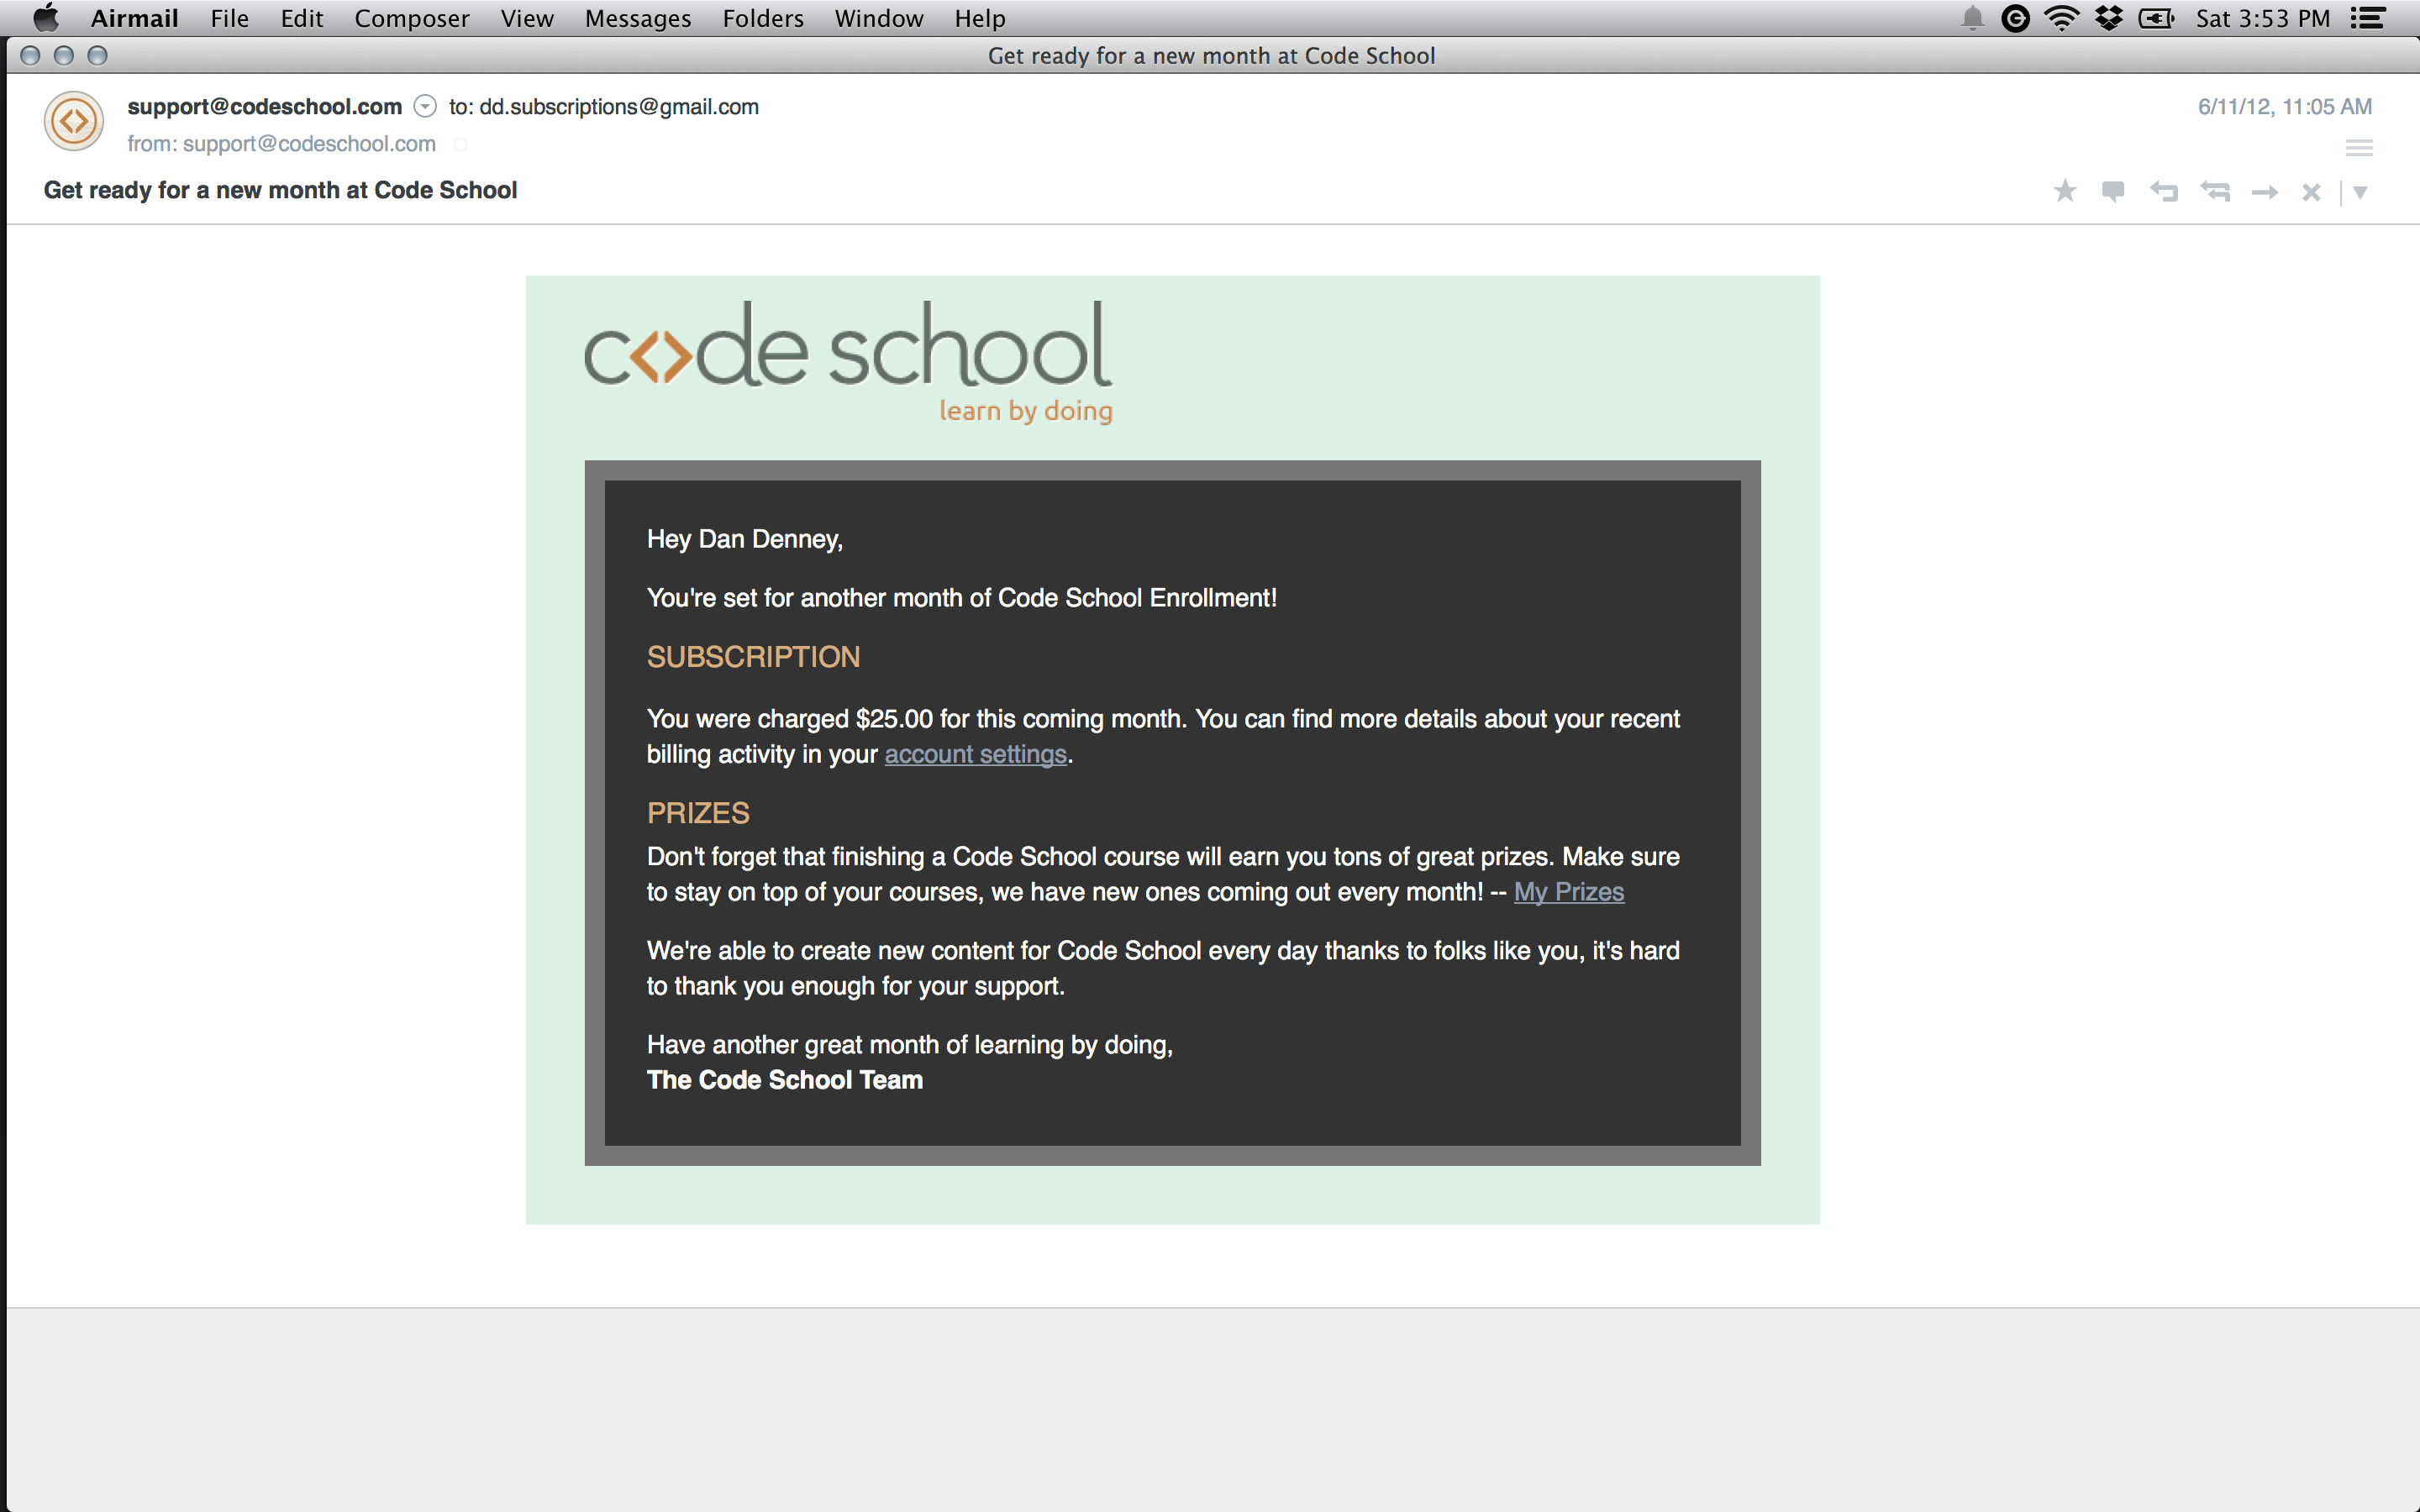 Airmail File Edit Composer View Messages Folders Window Help Sat 3:53 PM
Get ready for a new month at Code School
support@codeschool.com to: dd.subscriptions@gmail.com 6/11/12, 11:05 AM
from: support@codeschool.com
Get ready for a new month at Code School
c<>de school
learn by doing
Hey Dan Denney,
You're set for another month of Code School Enrollment!
SUBSCRIPTION
You were charged $25.00 for this coming month. You can find more details about your recent
billing activity in your account settings.
PRIZES
Don't forget that finishing a Code School course will earn you tons of great prizes. Make sure
to stay on top of your courses, we have new ones coming out every month! -- My Prizes
We're able to create new content for Code School every day thanks to folks like you, it's hard
to thank you enough for your support.
Have another great month of learning by doing,
The Code School Team